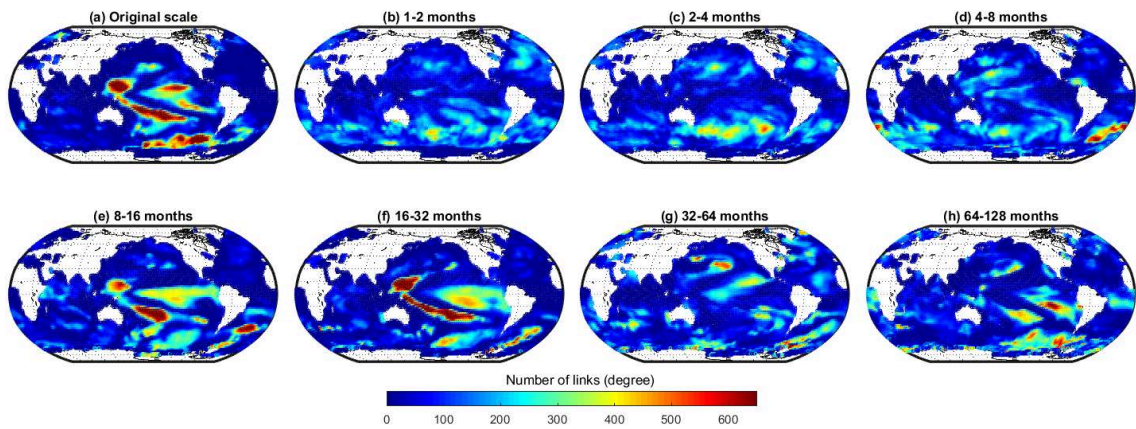 (a) Original scale
(b) 1-2 months
(c) 2-4 months
(d) 4-8 months
(e) 8-16 months
(f) 16-32 months
(g) 32-64 months
(h) 64-128 months
Number of links (degree)
0 100 200 300 400 500 600